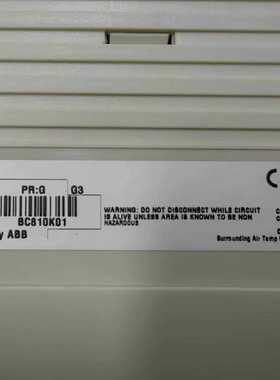 PR:G G3
BC810K01
y ABB
WARNING: DO NOT DISCONNECT WHILE CIRCUIT
IS ALIVE UNLESS AREA IS KNOWN TO BE NON
HAZARDOUS
Surrounding Air Temp